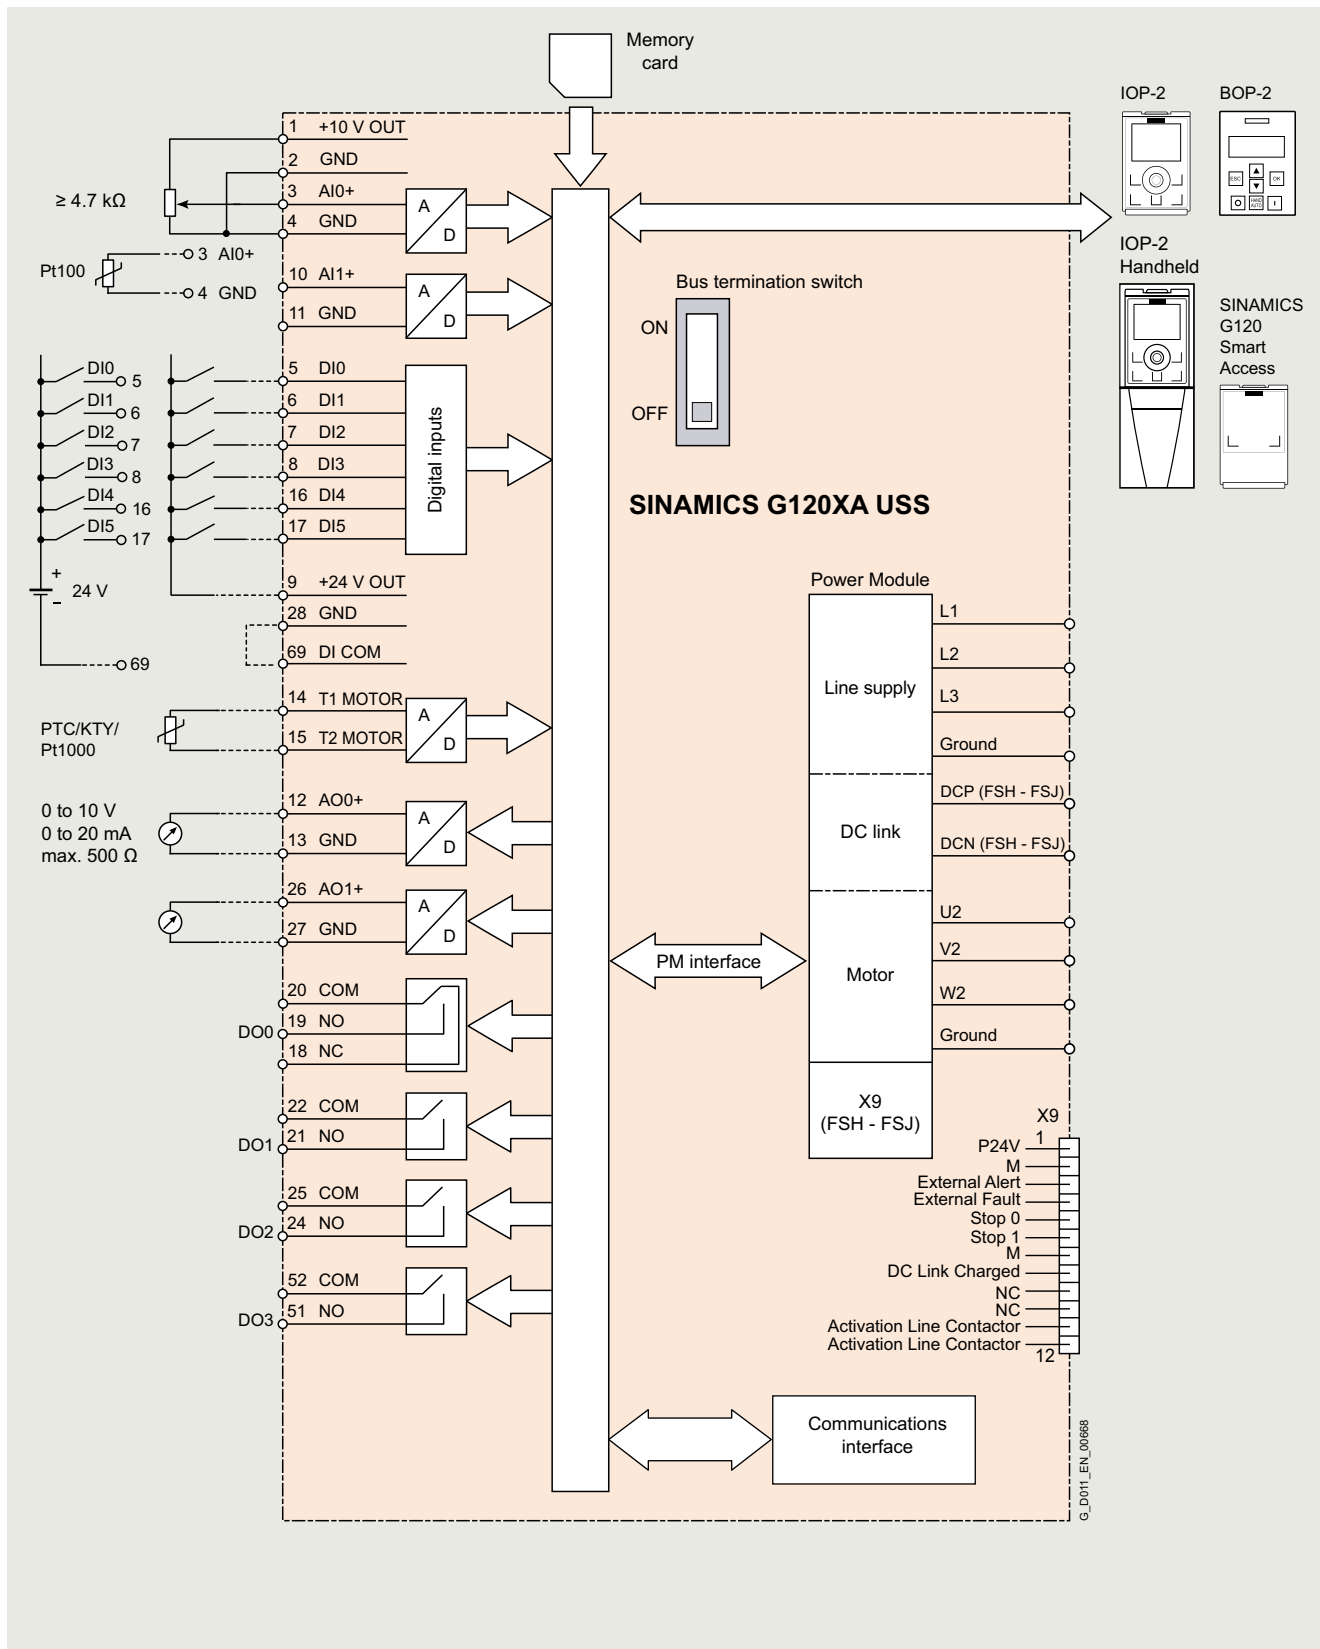 Memory
card
IOP-2
BOP-2
ESC
OK
HAND
AUTO
I
IOP-2
Handheld
SINAMICS
G120
Smart
Access
1 +10 V OUT
2 GND
3 AI0+
4 GND
≥ 4.7 kΩ
A
D
Pt100
3 AI0+
4 GND
10 AI1+
11 GND
A
D
Bus termination switch
ON
OFF
DI0 5
DI1 6
DI2 7
DI3 8
DI4 16
DI5 17
+
–
24 V
69
5 DI0
6 DI1
7 DI2
8 DI3
16 DI4
17 DI5
Digital inputs
9 +24 V OUT
28 GND
69 DI COM
SINAMICS G120XA USS
PTC/KTY/
Pt1000
14 T1 MOTOR
15 T2 MOTOR
A
D
0 to 10 V
0 to 20 mA
max. 500 Ω
12 AO0+
13 GND
A
D
26 AO1+
27 GND
A
D
DO0
20 COM
19 NO
18 NC
DO1
22 COM
21 NO
DO2
25 COM
24 NO
DO3
52 COM
51 NO
PM interface
Power Module
Line supply
L1
L2
L3
Ground
DC link
DCP (FSH - FSJ)
DCN (FSH - FSJ)
Motor
U2
V2
W2
Ground
X9
(FSH - FSJ)
X9
1
P24V
M
External Alert
External Fault
Stop 0
Stop 1
M
DC Link Charged
NC
NC
Activation Line Contactor
Activation Line Contactor
12
Communications
interface
G_D011_EN_00668